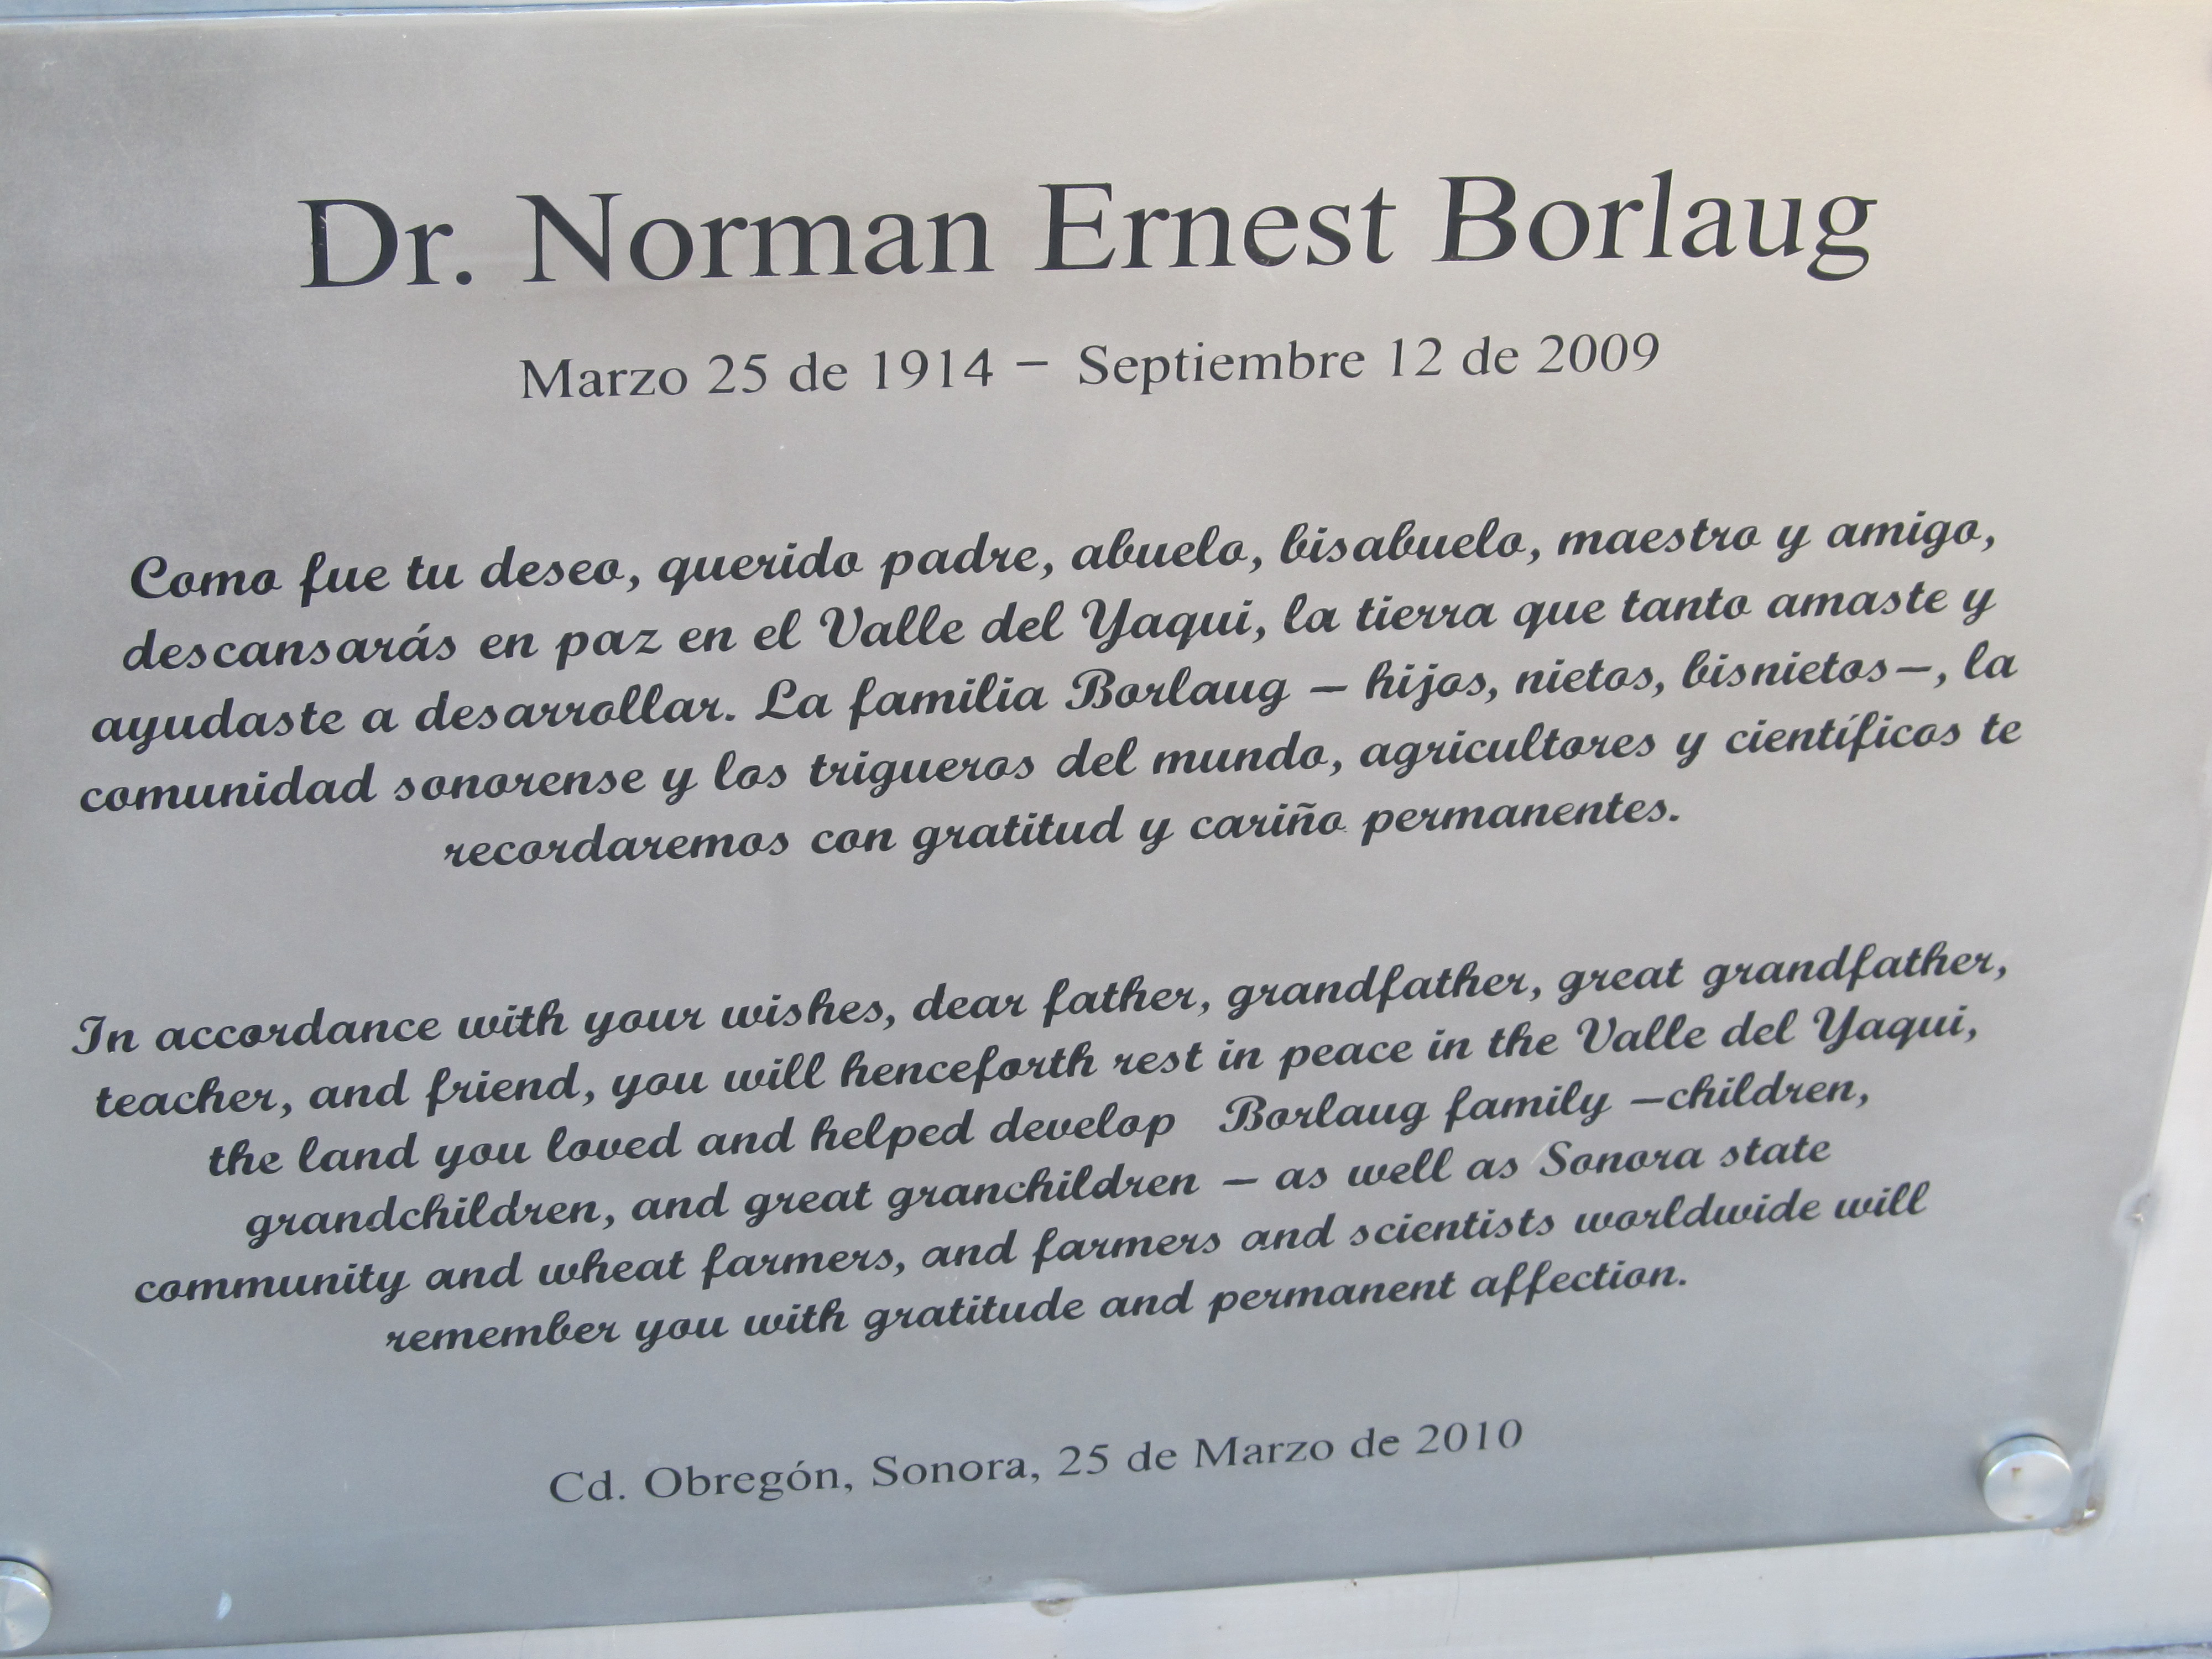 Dr. Norman Ernest Borlaug
Marzo 25 de 1914 – Septiembre 12 de 2009
Como fue tu deseo, querido padre, abuelo, bisabuelo, maestro y amigo,
descansarás en paz en el Valle del Yaqui, la tierra que tanto amaste y
ayudaste a desarrollar. La familia Borlaug – hijos, nietos, bisnietos–, la
comunidad sonorense y los trigueros del mundo, agricultores y científicos te
recordaremos con gratitud y cariño permanentes.
In accordance with your wishes, dear father, grandfather, great grandfather,
teacher, and friend, you will henceforth rest in peace in the Valle del Yaqui,
the land you loved and helped develop Borlaug family –children,
grandchildren, and great granchildren – as well as Sonora state
community and wheat farmers, and farmers and scientists worldwide will
remember you with gratitude and permanent affection.
Cd. Obregón, Sonora, 25 de Marzo de 2010